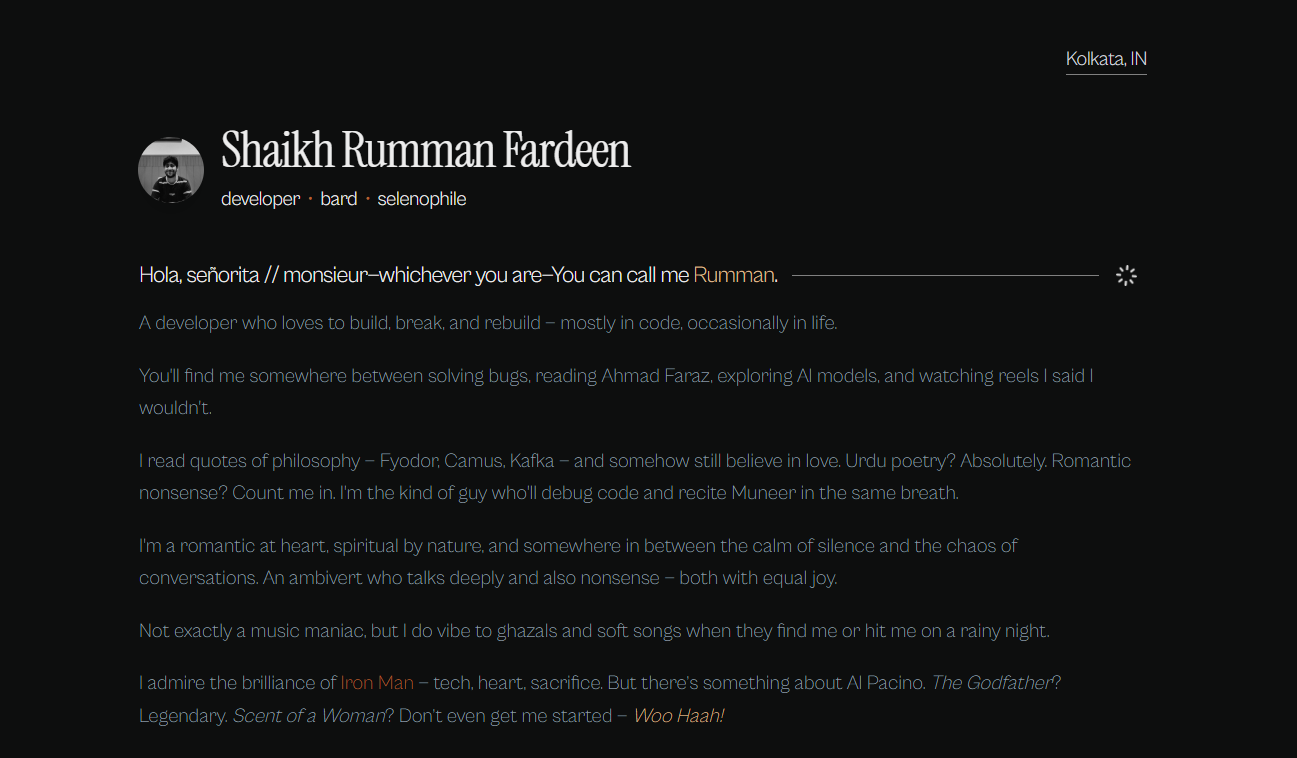 Kolkata, IN
Shaikh Rumman Fardeen
developer · bard · selenophile
Hola, señorita // monsieur—whichever you are—You can call me Rumman.
A developer who loves to build, break, and rebuild — mostly in code, occasionally in life.
You'll find me somewhere between solving bugs, reading Ahmad Faraz, exploring AI models, and watching reels I said I
wouldn't.
I read quotes of philosophy — Fyodor, Camus, Kafka — and somehow still believe in love. Urdu poetry? Absolutely. Romantic
nonsense? Count me in. I'm the kind of guy who'll debug code and recite Muneer in the same breath.
I'm a romantic at heart, spiritual by nature, and somewhere in between the calm of silence and the chaos of
conversations. An ambivert who talks deeply and also nonsense — both with equal joy.
Not exactly a music maniac, but I do vibe to ghazals and soft songs when they find me or hit me on a rainy night.
I admire the brilliance of Iron Man — tech, heart, sacrifice. But there's something about Al Pacino. The Godfather?
Legendary. Scent of a Woman? Don't even get me started — Woo Haah!